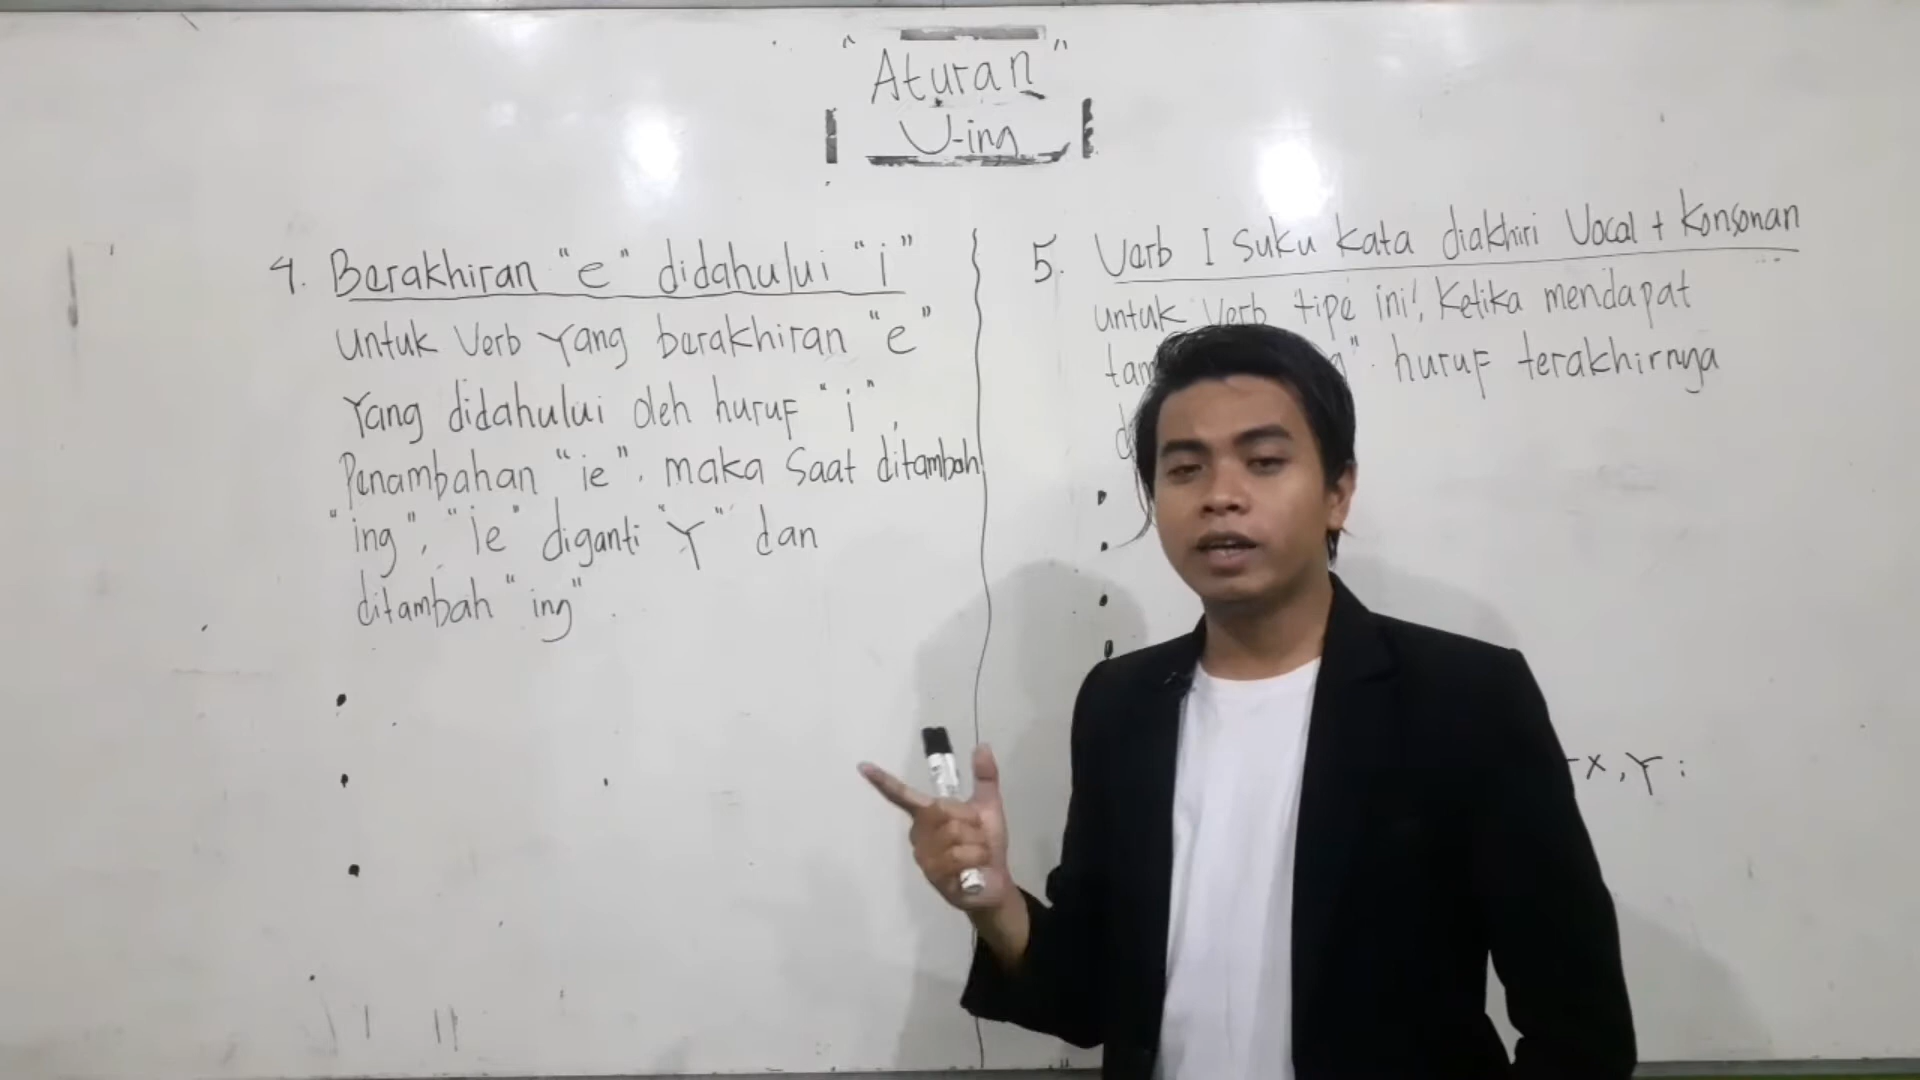 "Aturan"
V-ing
4. Berakhiran "e" didahului "i"
untuk Verb yang berakhiran "e"
yang didahului oleh huruf "i",
Penambahan "ie", maka saat ditambah
"ing", "ie" diganti "Y" dan
ditambah "ing".
5. Verb 1 suku kata diakhiri Vocal + Konsonan
untuk Verb tipe ini!, Ketika mendapat
huruf terakhirnya
X, Y :